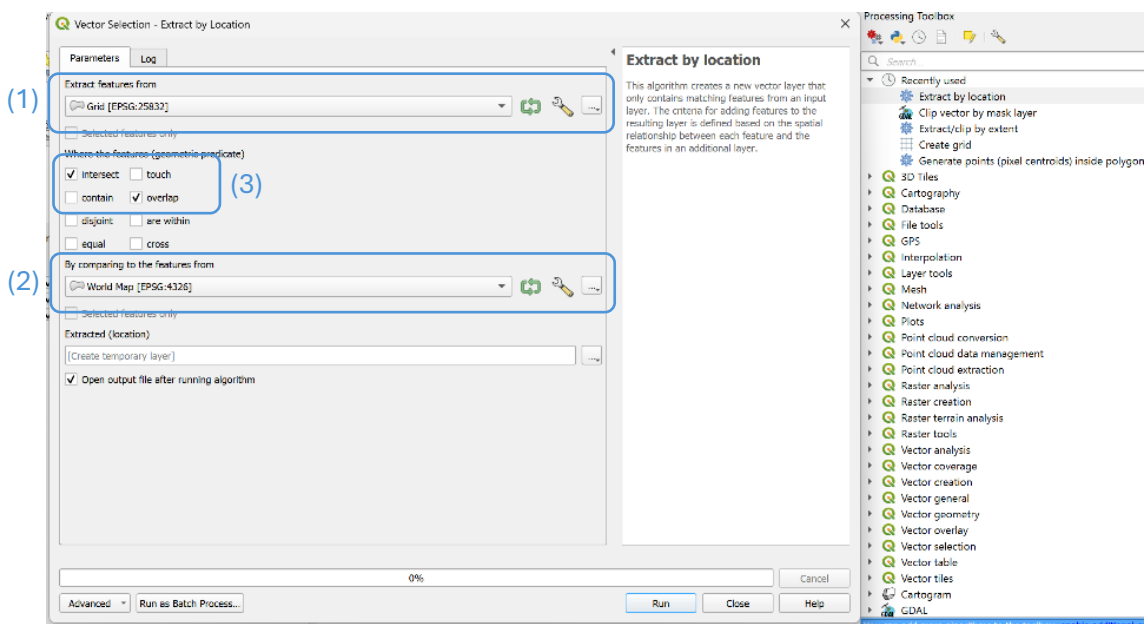 Vector Selection - Extract by Location
Parameters Log
(1)
Extract features from
Grid [EPSG:25832]
Selected features only
Where the features (geometric predicate)
intersect touch
(3)
contain overlap
disjoint are within
equal cross
By comparing to the features from
(2)
World Map [EPSG:4326]
Selected features only
Extracted (location)
[Create temporary layer]
Open output file after running algorithm
0%
Cancel
Advanced Run as Batch Process...
Run Close Help
Extract by location
This algorithm creates a new vector layer that
only contains matching features from an input
layer. The criteria for adding features to the
resulting layer is defined based on the spatial
relationship between each feature and the
features in an additional layer.
Processing Toolbox
Search...
Recently used
Extract by location
Clip vector by mask layer
Extract/clip by extent
Create grid
Generate points (pixel centroids) inside polygon
3D Tiles
Cartography
Database
File tools
GPS
Interpolation
Layer tools
Mesh
Network analysis
Plots
Point cloud conversion
Point cloud data management
Point cloud extraction
Raster analysis
Raster creation
Raster terrain analysis
Raster tools
Vector analysis
Vector coverage
Vector creation
Vector general
Vector geometry
Vector overlay
Vector selection
Vector table
Vector tiles
Cartogram
GDAL